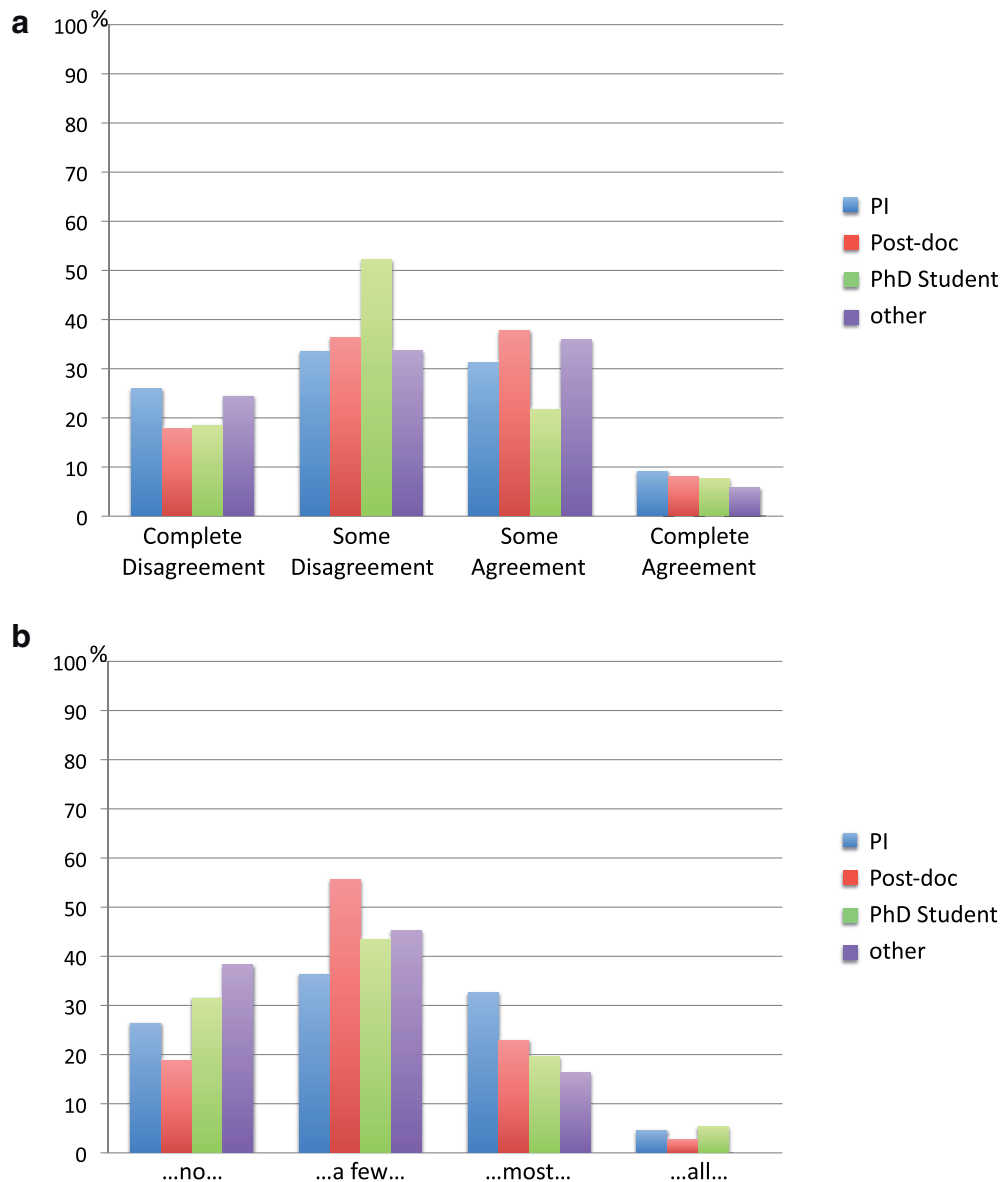 a
%
100
90
80
70
60
50
40
30
20
10
0
Complete Disagreement
Some Disagreement
Some Agreement
Complete Agreement
PI
Post-doc
PhD Student
other
b
%
100
90
80
70
60
50
40
30
20
10
0
...no...
...a few...
...most...
...all...
PI
Post-doc
PhD Student
other